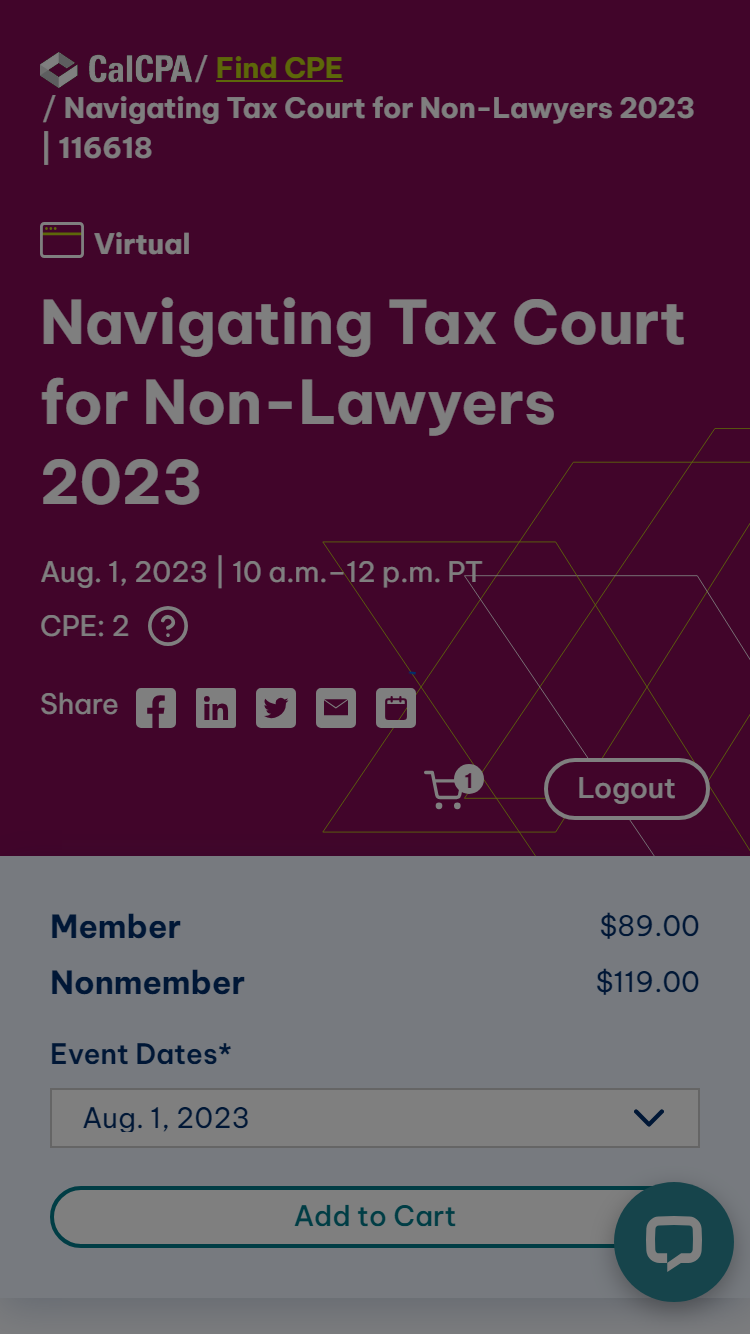 CalCPA / Find CPE
/ Navigating Tax Court for Non-Lawyers 2023
| 116618
Virtual
Navigating Tax Court
for Non-Lawyers
2023
Aug. 1, 2023 | 10 a.m.–12 p.m. PT
CPE: 2 ?
Share
1 Logout
Member $89.00
Nonmember $119.00
Event Dates*
Aug. 1, 2023
Add to Cart